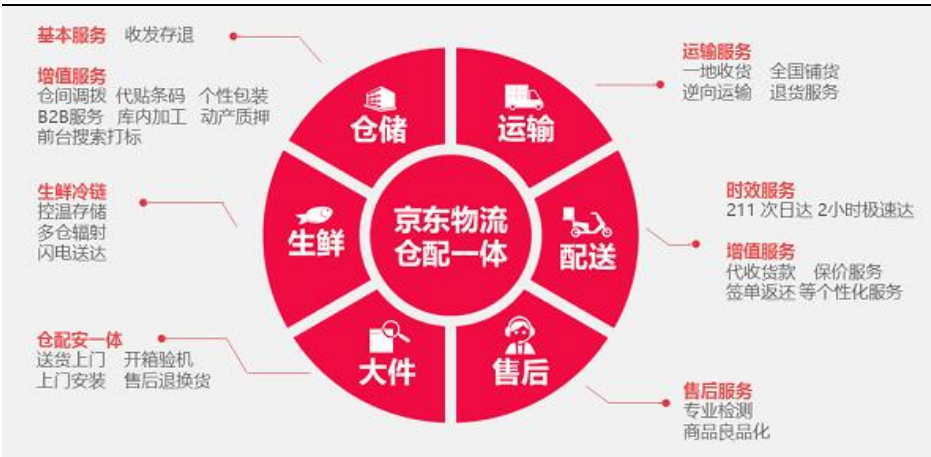 基本服务 收发存退
增值服务
仓间调拨 代贴条码 个性包装
B2B服务 库内加工 动产质押
前台搜索打标
生鲜冷链
控温存储
多仓辐射
闪电送达
仓配安一体
送货上门 开箱验机
上门安装 售后退换货
仓储
运输
生鲜
京东物流
仓配一体
配送
大件
售后
运输服务
一地收货 全国铺货
逆向运输 退货服务
时效服务
211 次日达 2小时极速达
增值服务
代收货款 保价服务
签单返还 等个性化服务
售后服务
专业检测
商品良品化